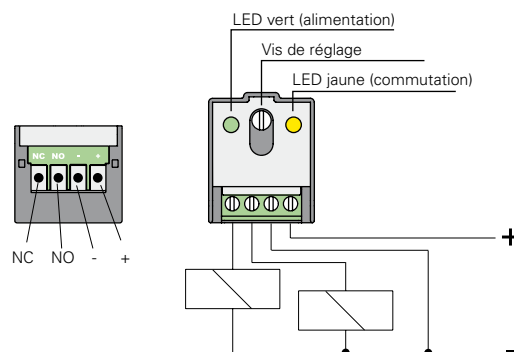 LED vert (alimentation)
Vis de réglage
LED jaune (commutation)
NC NO - +
NC NO - +
+
-